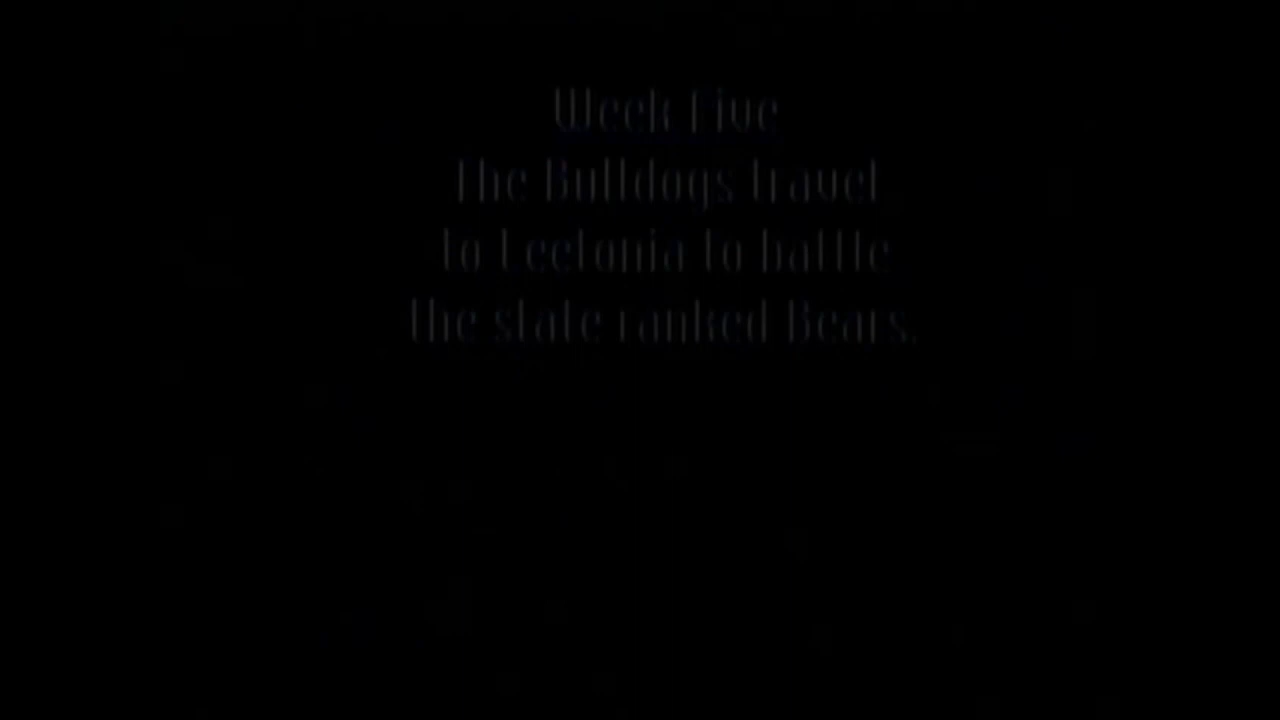 Week Five
The Bulldogs travel
to Leetonia to battle
the state ranked Bears.